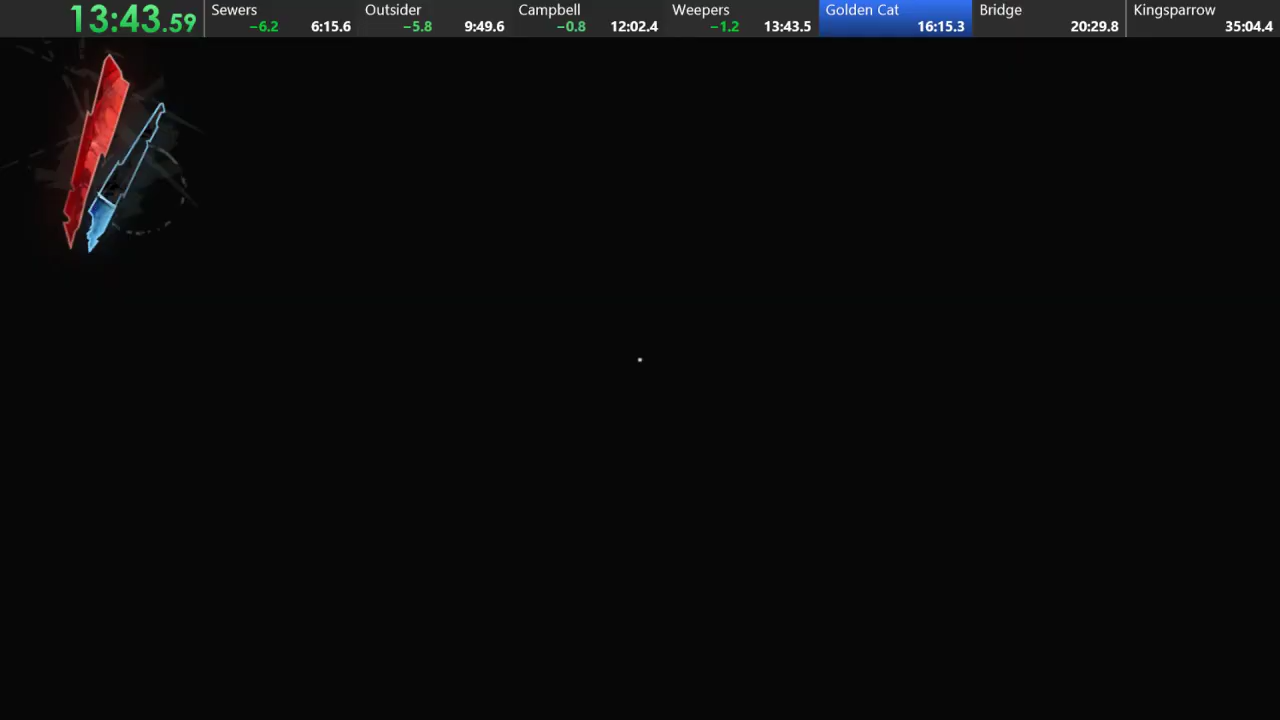 13:43.59
Sewers
−6.2 6:15.6
Outsider
−5.8 9:49.6
Campbell
−0.8 12:02.4
Weepers
−1.2 13:43.5
Golden Cat
16:15.3
Bridge
20:29.8
Kingsparrow
35:04.4